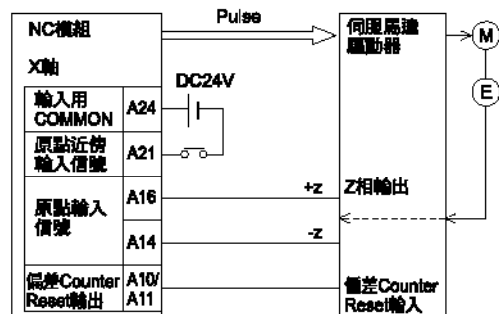 NC模組
Pulse
伺服馬達
驅動器
M
X軸
DC24V
E
輸入用
COMMON
A24
原點近傍
輸入信號
A21
原點輸入
信號
A16
+z
Z相輸出
A14
-z
偏差Counter
Reset輸出
A10/
A11
偏差Counter
Reset輸入